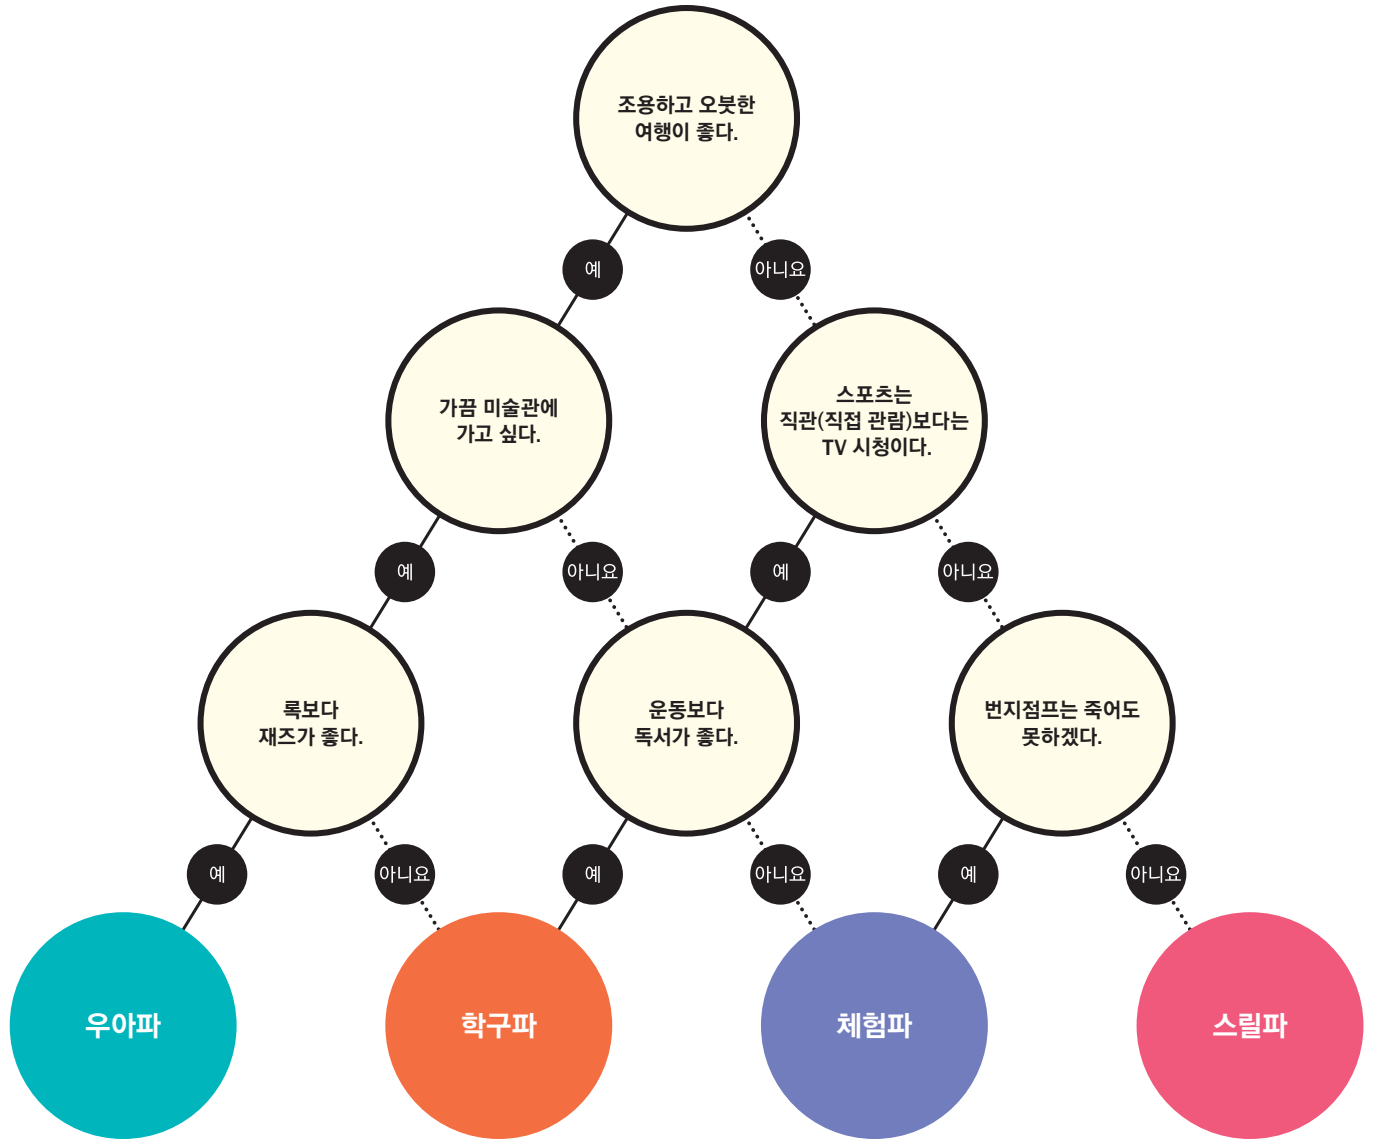 조용하고 오붓한
여행이 좋다.
예
아니요
가끔 미술관에
가고 싶다.
스포츠는
직관(직접 관람)보다는
TV 시청이다.
예
아니요
예
아니요
록보다
재즈가 좋다.
운동보다
독서가 좋다.
번지점프는 죽어도
못하겠다.
예
아니요
예
아니요
예
아니요
우아파
학구파
체험파
스릴파